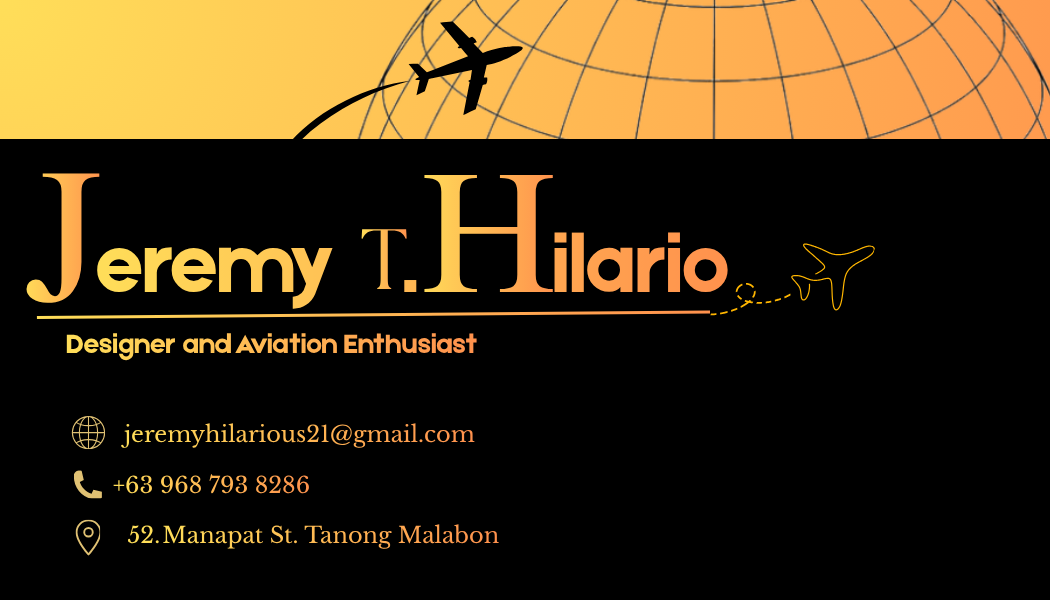 Jeremy T.Hilario
Designer and Aviation Enthusiast
jeremyhilarious21@gmail.com
+63 968 793 8286
52.Manapat St. Tanong Malabon